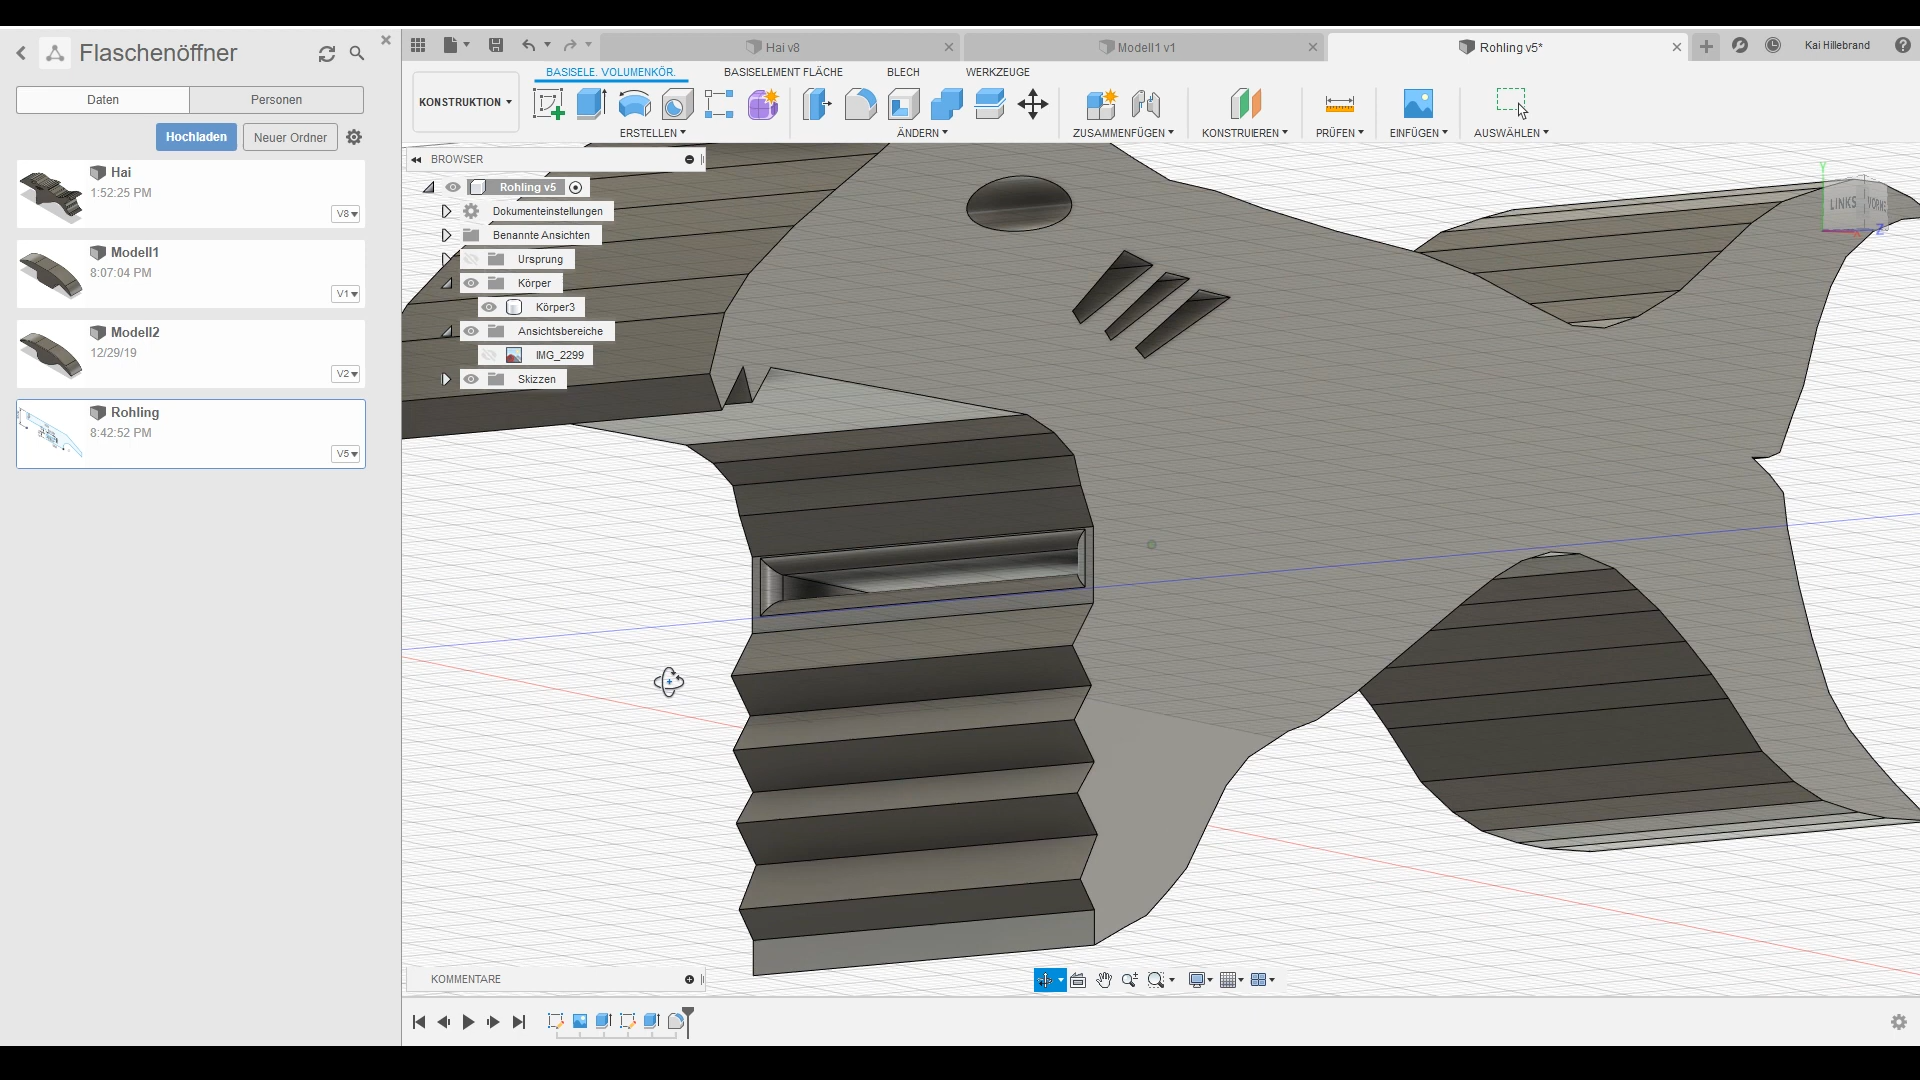 Flaschenöffner
Daten
Personen
Hochladen
Neuer Ordner
Hai
1:52:25 PM
V8
Modell1
8:07:04 PM
V1
Modell2
12/29/19
V2
Rohling
8:42:52 PM
V5
Hai v8
Modell1 v1
Rohling v5*
Kai Hillebrand
BASISELE. VOLUMENKÖR.
BASISELEMENT FLÄCHE
BLECH
WERKZEUGE
KONSTRUKTION
ERSTELLEN
ÄNDERN
ZUSAMMENFÜGEN
KONSTRUIEREN
PRÜFEN
EINFÜGEN
AUSWÄHLEN
BROWSER
Rohling v5
Dokumenteinstellungen
Benannte Ansichten
Ursprung
Körper
Körper3
Ansichtsbereiche
IMG_2299
Skizzen
Y
LINKS
VORNE
X
Z
KOMMENTARE